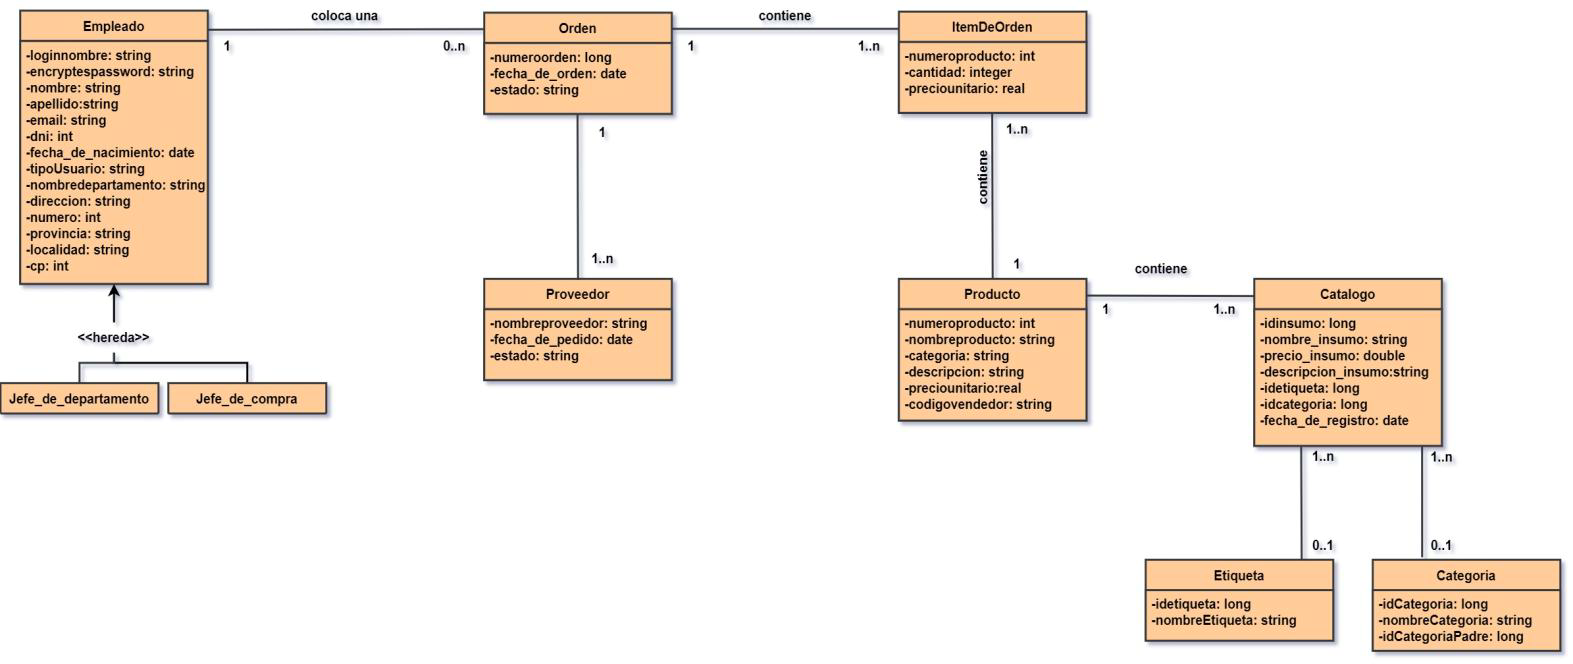 Empleado
-loginnombre: string
-encryptespassword: string
-nombre: string
-apellido:string
-email: string
-dni: int
-fecha_de_nacimiento: date
-tipoUsuario: string
-nombredepartamento: string
-direccion: string
-numero: int
-provincia: string
-localidad: string
-cp: int
coloca una
1
0..n
Orden
-numeroorden: long
-fecha_de_orden: date
-estado: string
contiene
1
1..n
ItemDeOrden
-numeroproducto: int
-cantidad: integer
-preciounitario: real
1
1..n
1..n
contiene
1
<<hereda>>
Jefe_de_departamento
Jefe_de_compra
Proveedor
-nombreproveedor: string
-fecha_de_pedido: date
-estado: string
Producto
-numeroproducto: int
-nombreproducto: string
-categoria: string
-descripcion: string
-preciounitario:real
-codigovendedor: string
contiene
1
1..n
Catalogo
-idinsumo: long
-nombre_insumo: string
-precio_insumo: double
-descripcion_insumo:string
-idetiqueta: long
-idcategoria: long
-fecha_de_registro: date
1..n
1..n
0..1
0..1
Etiqueta
-idetiqueta: long
-nombreEtiqueta: string
Categoria
-idCategoria: long
-nombreCategoria: string
-idCategoriaPadre: long